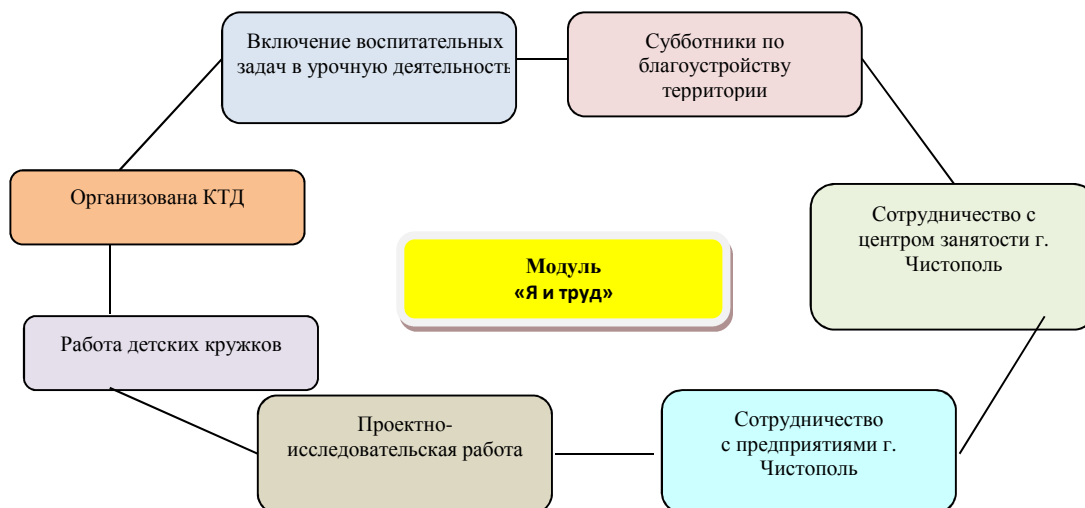 Включение воспитательных
задач в урочную деятельность
Субботники по
благоустройству
территории
Организована КТД
Сотрудничество с
центром занятости г.
Чистополь
Модуль
«Я и труд»
Работа детских кружков
Проектно-
исследовательская работа
Сотрудничество
с предприятиями г.
Чистополь